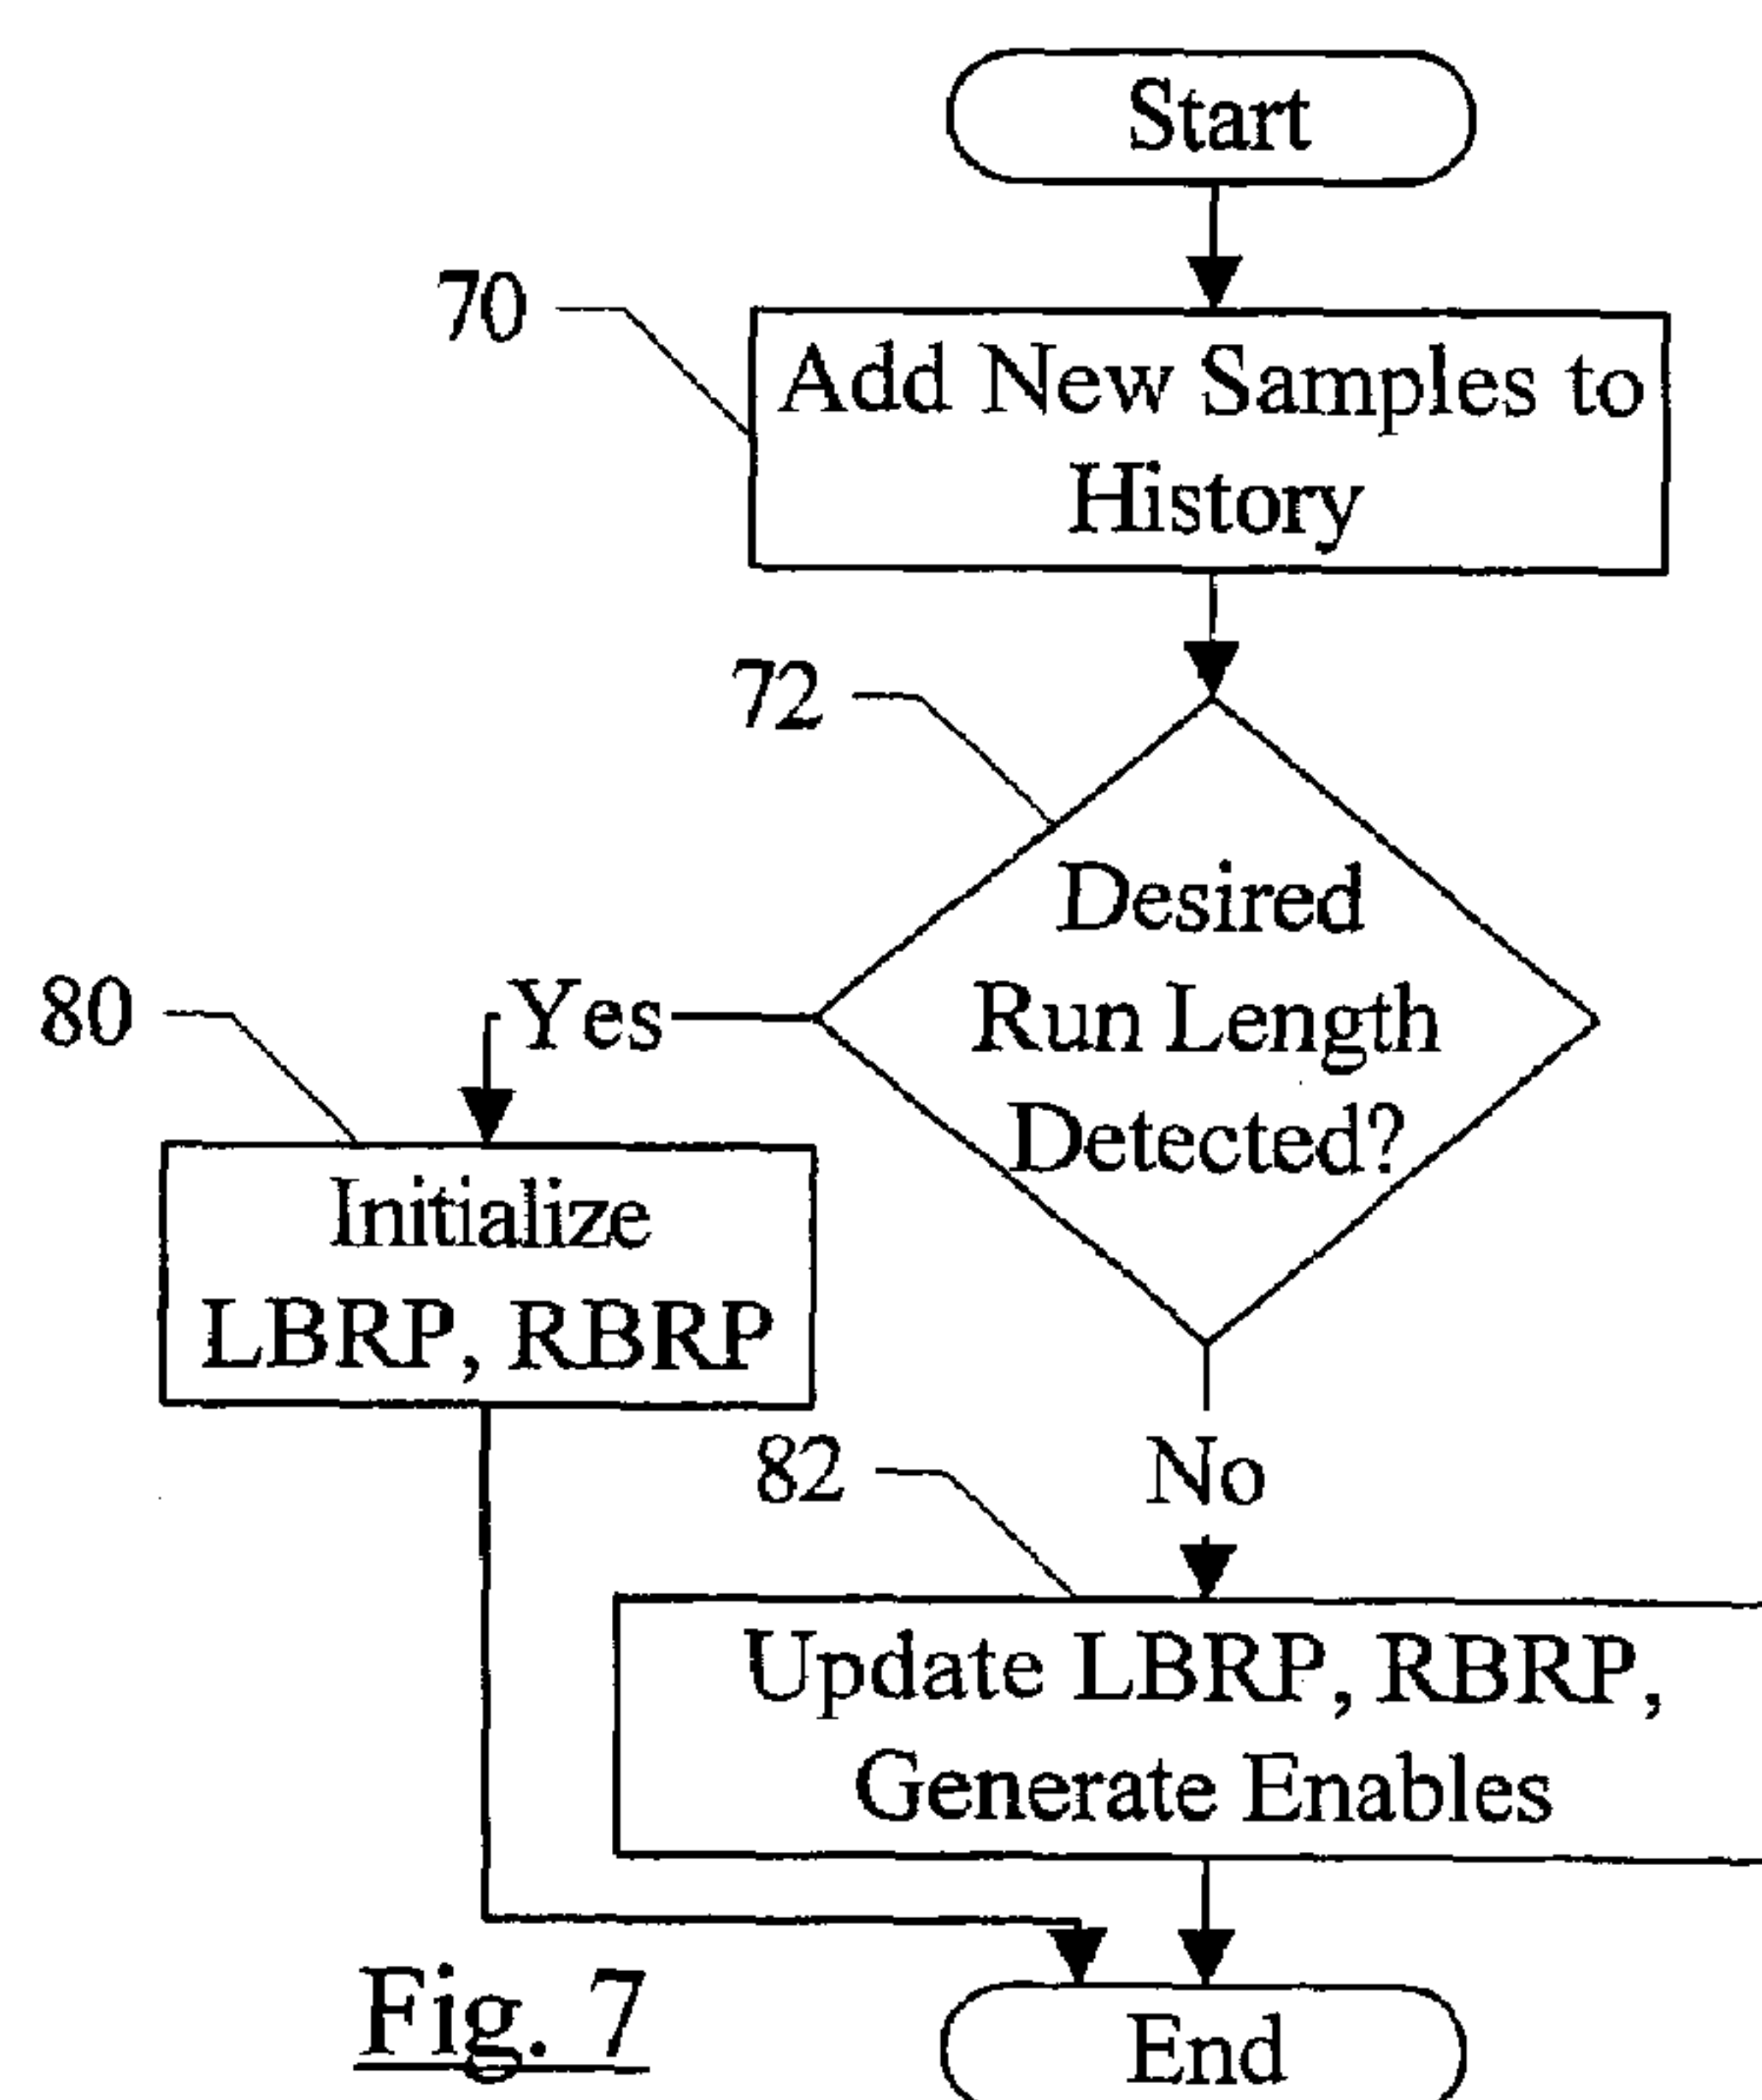 Start
70
Add New Samples to
History
72
Desired
Run Length
Detected?
Yes
80
Initialize
LBRP, RBRP
No
82
Update LBRP, RBRP,
Generate Enables
End
Fig. 7